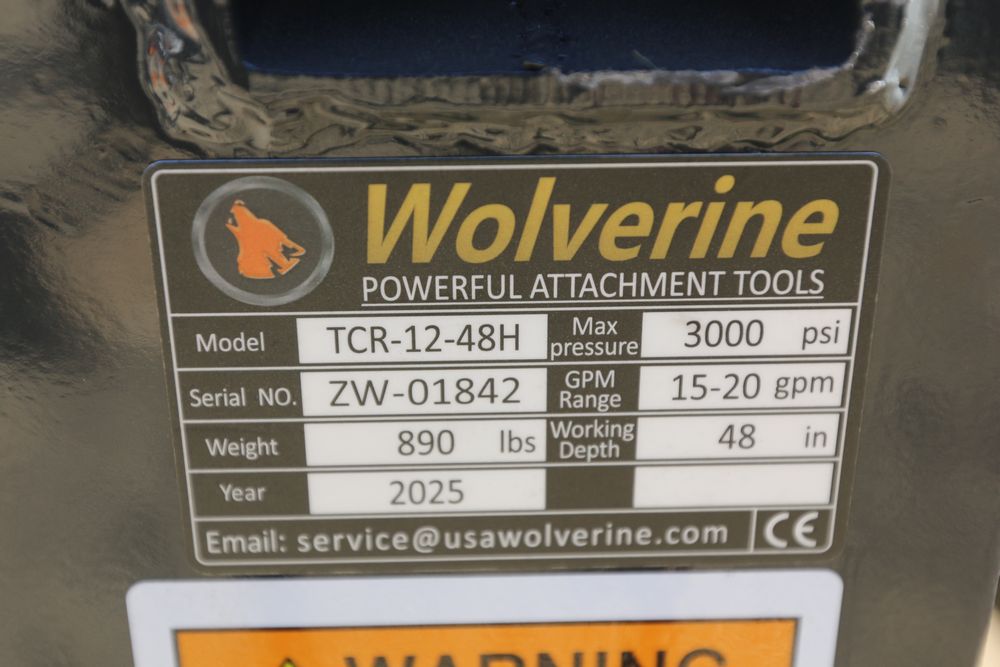 Wolverine
POWERFUL ATTACHMENT TOOLS
Model TCR-12-48H Max pressure 3000 psi
Serial NO. ZW-01842 GPM Range 15-20 gpm
Weight 890 lbs Working Depth 48 in
Year 2025
Email: service@usawolverine.com CE
WARNING